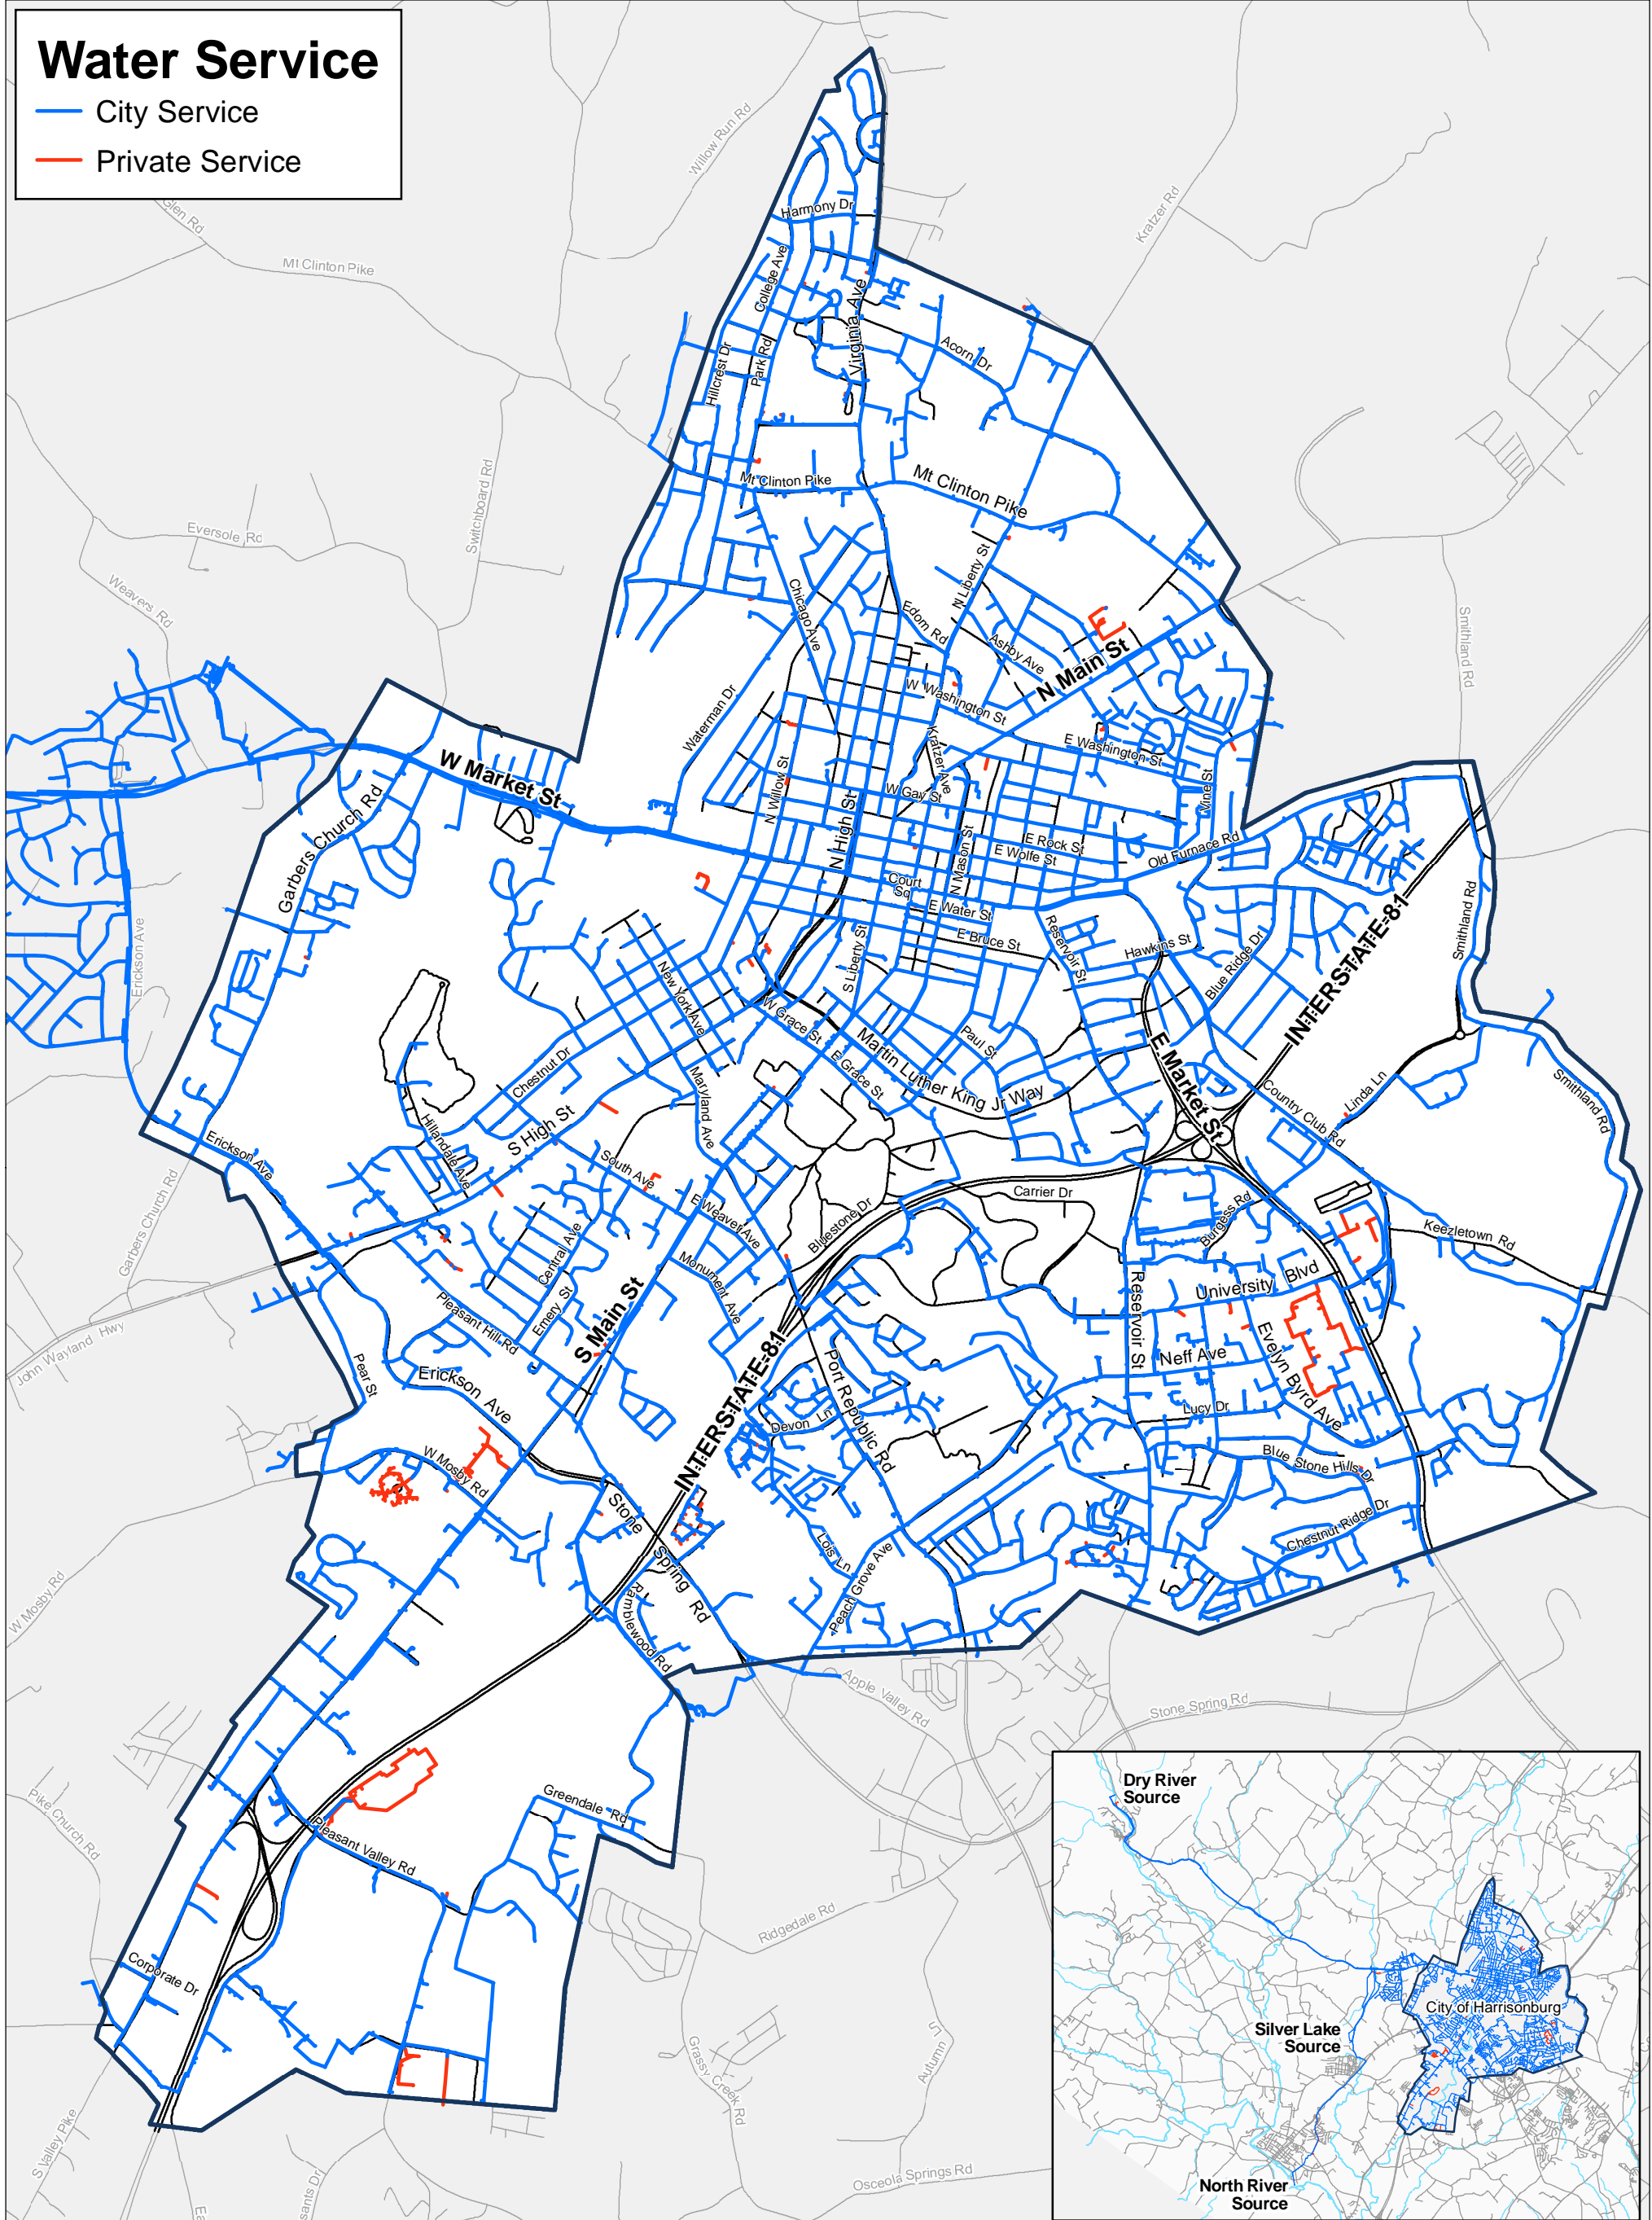 Water Service
City Service
Private Service
Glen Rd
Mt Clinton Pike
Willow Run Rd
Kratzer Rd
Harmony Dr
College Ave
Virginia Ave
Acorn Dr
Hillcrest Dr
Park Rd
Mt Clinton Pike
Mt Clinton Pike
Switchboard Rd
Eversole Rd
Weavers Rd
N Liberty St
Chicago Ave
Edom Rd
Ashby Ave
Smithland Rd
N Main St
W Washington St
Waterman Dr
Kratzer Ave
E Washington St
W Market St
N Willow St
W Gay St
Vine St
Garbers Church Rd
N High St
N Mason St
E Rock St
E Wolfe St
Old Furnace Rd
Court
Sq
E Water St
E Bruce St
Reservoir St
Hawkins St
Blue Ridge Dr
INTERSTATE-81
Smithland Rd
Erickson Ave
S Liberty St
New York Ave
W Grace St
E Grace St
Martin Luther King Jr Way
Paul St
E Market St
Country Club Rd
Linda Ln
Smithland Rd
Chestnut Dr
Maryland Ave
S High St
Hillandale Ave
Erickson Ave
South Ave
E Weaver Ave
Bluestone Dr
Carrier Dr
Burgess Rd
Keezletown Rd
Garbers Church Rd
Central Ave
Monument Ave
University Blvd
Reservoir St
Emery St
Pleasant Hill Rd
S Main St
John Wayland Hwy
Pear St
Erickson Ave
INTERSTATE-81
Port Republic Rd
Neff Ave
Evelyn Byrd Ave
Lucy Dr
Devon Ln
Blue Stone Hills Dr
W Mosby Rd
Stone
Spring Rd
Chestnut Ridge Dr
Lois Ln
Peach Grove Ave
W Mosby Rd
Ramblewood Rd
Apple Valley Rd
Stone Spring Rd
Greendale Rd
Pike Church Rd
Pleasant Valley Rd
Ridgedale Rd
Corporate Dr
Grassy Creek Rd
Autumn Ln
S Valley Pike
Osceola Springs Rd
Dry River
Source
City of Harrisonburg
Silver Lake
Source
North River
Source